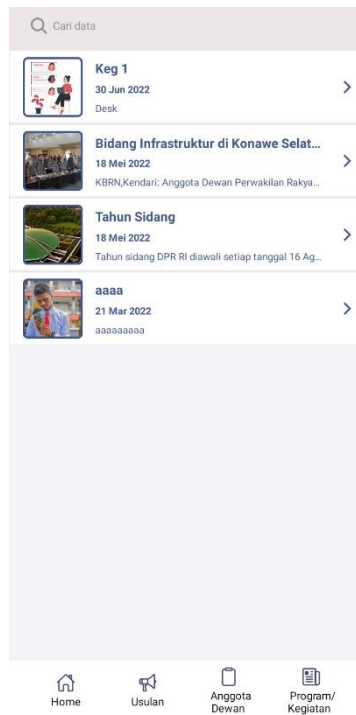 Cari data
Keg 1
30 Jun 2022
Desk
Bidang Infrastruktur di Konawe Selat...
18 Mei 2022
KBRN,Kendari: Anggota Dewan Perwakilan Rakya...
Tahun Sidang
18 Mei 2022
Tahun sidang DPR RI diawali setiap tanggal 16 Ag...
aaaa
21 Mar 2022
aaaaaaaaa
Home
Usulan
Anggota
Dewan
Program/
Kegiatan